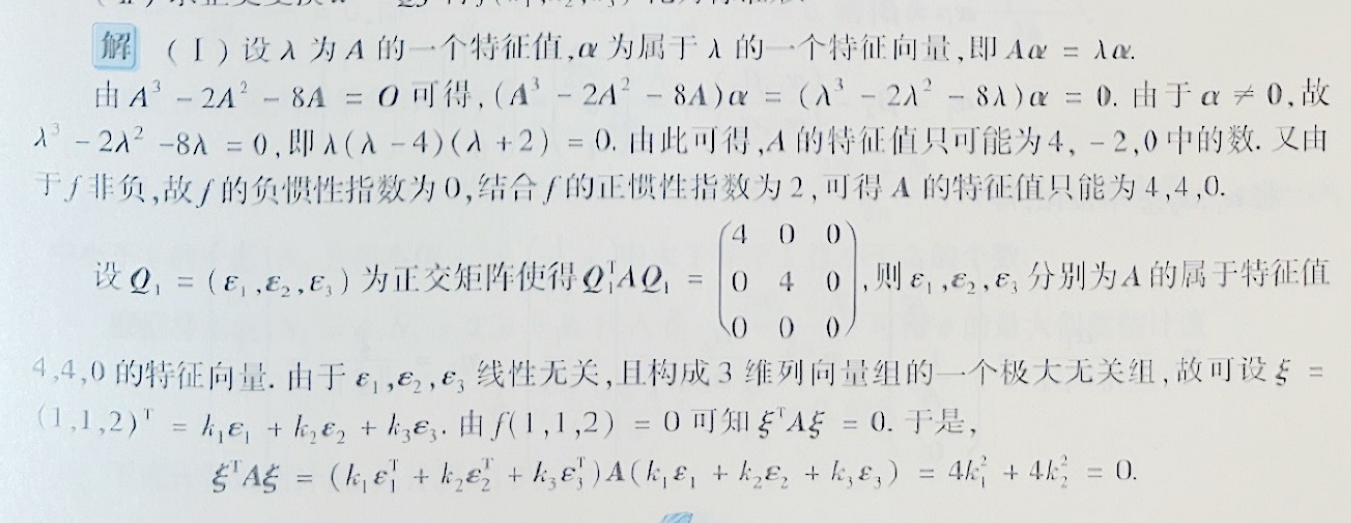 解 (Ⅰ)设 λ 为 A 的一个特征值,α 为属于 λ 的一个特征向量,即 Aα = λα.
由 A³ - 2A² - 8A = O 可得,(A³ - 2A² - 8A)α = (λ³ - 2λ² - 8λ)α = 0. 由于 α ≠ 0,故
λ³ - 2λ² - 8λ = 0,即 λ(λ - 4)(λ + 2) = 0. 由此可得,A 的特征值只可能为 4, - 2,0 中的数. 又由
于 f 非负,故 f 的负惯性指数为 0,结合 f 的正惯性指数为 2,可得 A 的特征值只能为 4,4,0.
设 Q₁ = (ε₁,ε₂,ε₃) 为正交矩阵使得 Q₁ᵀAQ₁ = (4 0 0; 0 4 0; 0 0 0),则 ε₁,ε₂,ε₃ 分别为 A 的属于特征值
4,4,0 的特征向量. 由于 ε₁,ε₂,ε₃ 线性无关,且构成 3 维列向量组的一个极大无关组,故可设 ξ =
(1,1,2)ᵀ = k₁ε₁ + k₂ε₂ + k₃ε₃. 由 f(1,1,2) = 0 可知 ξᵀAξ = 0. 于是,
ξᵀAξ = (k₁ε₁ᵀ + k₂ε₂ᵀ + k₃ε₃ᵀ)A(k₁ε₁ + k₂ε₂ + k₃ε₃) = 4k₁² + 4k₂² = 0.